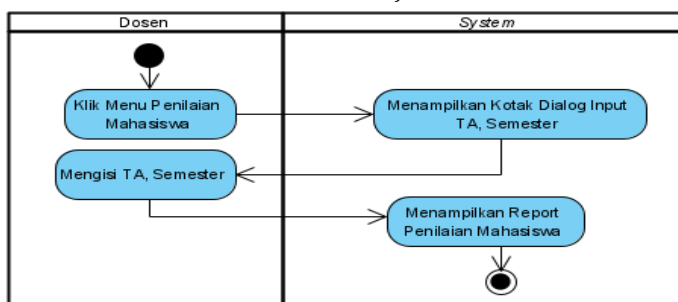 Dosen
System
Klik Menu Penilaian
Mahasiswa
Menampilkan Kotak Dialog Input
TA, Semester
Mengisi TA, Semester
Menampilkan Report
Penilaian Mahasiswa